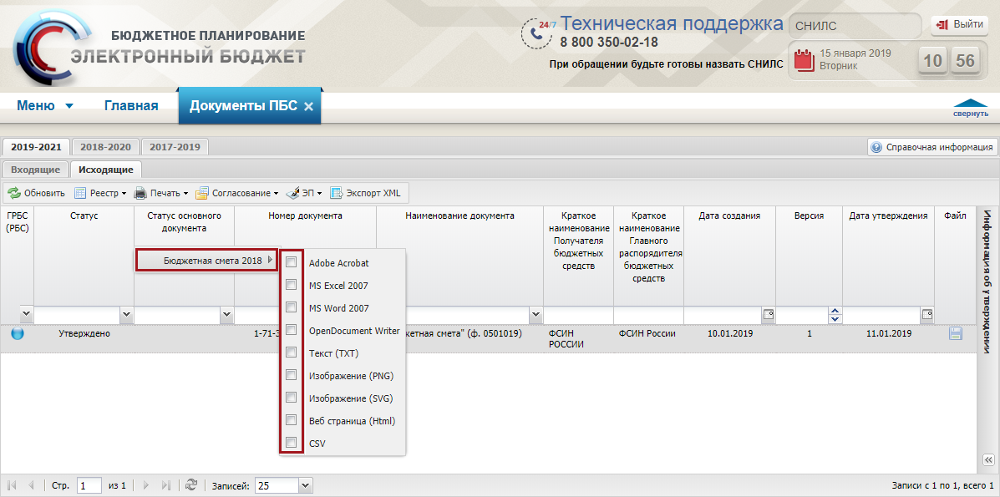 БЮДЖЕТНОЕ ПЛАНИРОВАНИЕ
ЭЛЕКТРОННЫЙ БЮДЖЕТ
24/7 Техническая поддержка
8 800 350-02-18
При обращении будьте готовы назвать СНИЛС
СНИЛС
Выйти
15 января 2019
Вторник
10 56
Меню Главная Документы ПБС
свернуть
2019-2021 2018-2020 2017-2019
Справочная информация
Входящие Исходящие
Обновить Реестр Печать Согласование ЭП Экспорт XML
ГРБС (РБС)
Статус
Статус основного документа
Номер документа
Наименование документа
Краткое наименование Получателя бюджетных средств
Краткое наименование Главного распорядителя бюджетных средств
Дата создания
Версия
Дата утверждения
Файл
Информация об утверждении
Бюджетная смета 2018
Adobe Acrobat
MS Excel 2007
MS Word 2007
OpenDocument Writer
Текст (TXT)
Изображение (PNG)
Изображение (SVG)
Веб страница (Html)
CSV
Утверждено 1-71-3 кетная смета" (ф. 0501019) ФСИН РОССИИ ФСИН России 10.01.2019 1 11.01.2019
Стр. 1 из 1 Записей: 25
Записи с 1 по 1, всего 1